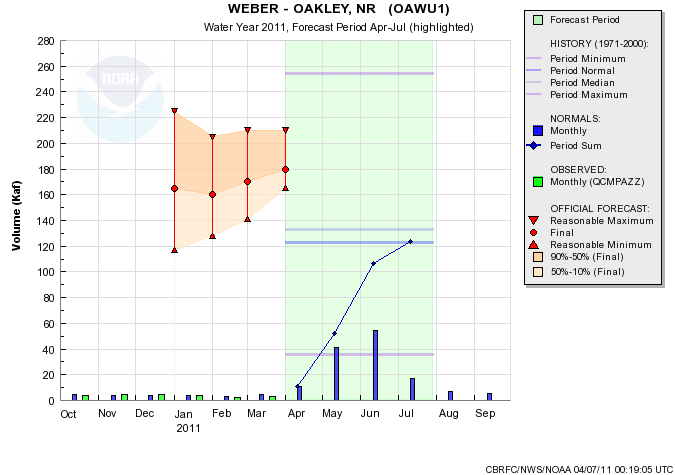 WEBER - OAKLEY, NR (OAWU1)
Water Year 2011, Forecast Period Apr-Jul (highlighted)
280
260
240
220
200
180
160
140
120
100
80
60
40
20
0
Volume (Kaf)
NOAA
Oct Nov Dec Jan Feb Mar Apr May Jun Jul Aug Sep
2011
Forecast Period
HISTORY (1971-2000):
Period Minimum
Period Normal
Period Median
Period Maximum
NORMALS:
Monthly
Period Sum
OBSERVED:
Monthly (QCMPAZZ)
OFFICIAL FORECAST:
Reasonable Maximum
Final
Reasonable Minimum
90%-50% (Final)
50%-10% (Final)
CBRFC/NWS/NOAA 04/07/11 00:19:05 UTC